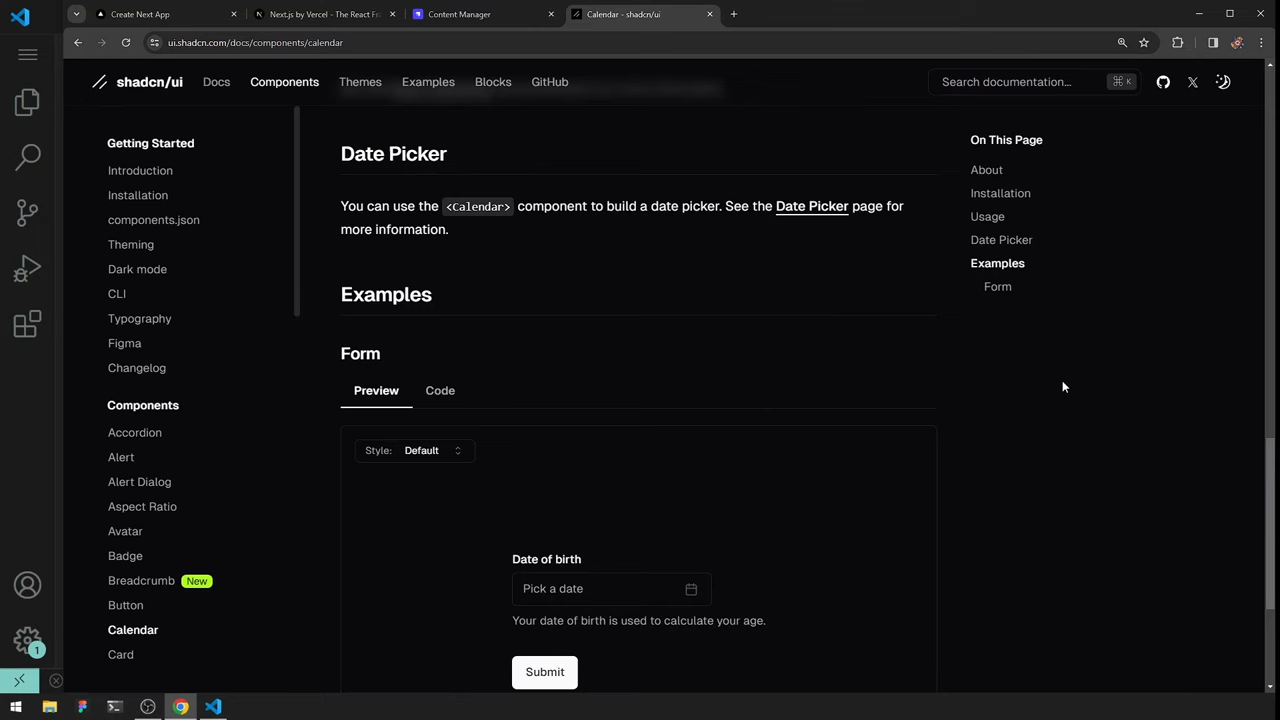 Create Next App
Next.js by Vercel - The React Fr
Content Manager
Calendar - shadcn/ui
ui.shadcn.com/docs/components/calendar
shadcn/ui
Docs
Components
Themes
Examples
Blocks
GitHub
Search documentation...
⌘ K
Getting Started
Introduction
Installation
components.json
Theming
Dark mode
CLI
Typography
Figma
Changelog
Components
Accordion
Alert
Alert Dialog
Aspect Ratio
Avatar
Badge
Breadcrumb New
Button
Calendar
Card
Date Picker
You can use the <Calendar> component to build a date picker. See the Date Picker page for
more information.
Examples
Form
Preview
Code
Style: Default
Date of birth
Pick a date
Your date of birth is used to calculate your age.
Submit
On This Page
About
Installation
Usage
Date Picker
Examples
Form
1